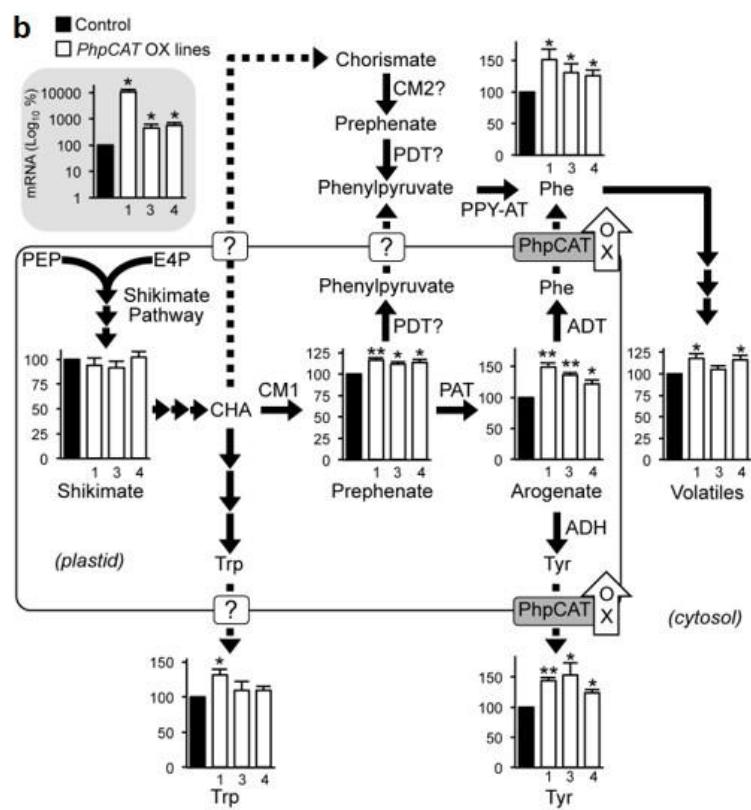 b
Control
PhpCAT OX lines
mRNA (Log10 %)
10000
1000
100
10
1
*
*
*
1 3 4
Chorismate
CM2?
Prephenate
PDT?
Phenylpyruvate
PPY-AT
Phe
150
100
50
0
*
*
*
1 3 4
?
?
PhpCAT
OX
PEP
E4P
Shikimate
Pathway
Phenylpyruvate
PDT?
Phe
ADT
100
75
50
25
0
1 3 4
Shikimate
CHA
CM1
125
100
75
50
25
0
**
*
*
1 3 4
Prephenate
PAT
150
100
50
0
**
**
*
1 3 4
Arogenate
125
100
75
50
25
0
*
*
1 3 4
Volatiles
ADH
(plastid)
Trp
Tyr
?
PhpCAT
OX
(cytosol)
150
100
50
0
*
1 3 4
Trp
150
100
50
0
**
*
*
1 3 4
Tyr